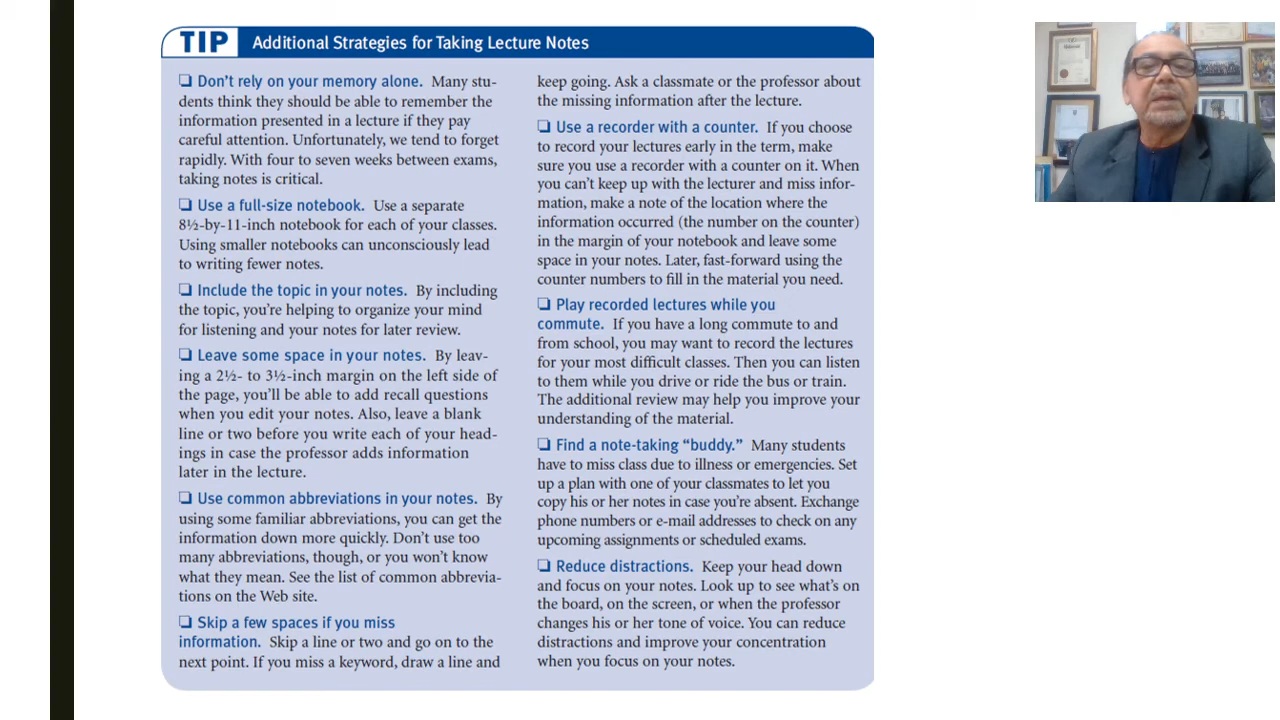 TIP Additional Strategies for Taking Lecture Notes
❏ Don't rely on your memory alone. Many stu-
dents think they should be able to remember the
information presented in a lecture if they pay
careful attention. Unfortunately, we tend to forget
rapidly. With four to seven weeks between exams,
taking notes is critical.
❏ Use a full-size notebook. Use a separate
8½-by-11-inch notebook for each of your classes.
Using smaller notebooks can unconsciously lead
to writing fewer notes.
❏ Include the topic in your notes. By including
the topic, you're helping to organize your mind
for listening and your notes for later review.
❏ Leave some space in your notes. By leav-
ing a 2½- to 3½-inch margin on the left side of
the page, you'll be able to add recall questions
when you edit your notes. Also, leave a blank
line or two before you write each of your head-
ings in case the professor adds information
later in the lecture.
❏ Use common abbreviations in your notes. By
using some familiar abbreviations, you can get the
information down more quickly. Don't use too
many abbreviations, though, or you won't know
what they mean. See the list of common abbrevia-
tions on the Web site.
❏ Skip a few spaces if you miss
information. Skip a line or two and go on to the
next point. If you miss a keyword, draw a line and
keep going. Ask a classmate or the professor about
the missing information after the lecture.
❏ Use a recorder with a counter. If you choose
to record your lectures early in the term, make
sure you use a recorder with a counter on it. When
you can't keep up with the lecturer and miss infor-
mation, make a note of the location where the
information occurred (the number on the counter)
in the margin of your notebook and leave some
space in your notes. Later, fast-forward using the
counter numbers to fill in the material you need.
❏ Play recorded lectures while you
commute. If you have a long commute to and
from school, you may want to record the lectures
for your most difficult classes. Then you can listen
to them while you drive or ride the bus or train.
The additional review may help you improve your
understanding of the material.
❏ Find a note-taking “buddy.” Many students
have to miss class due to illness or emergencies. Set
up a plan with one of your classmates to let you
copy his or her notes in case you're absent. Exchange
phone numbers or e-mail addresses to check on any
upcoming assignments or scheduled exams.
❏ Reduce distractions. Keep your head down
and focus on your notes. Look up to see what's on
the board, on the screen, or when the professor
changes his or her tone of voice. You can reduce
distractions and improve your concentration
when you focus on your notes.